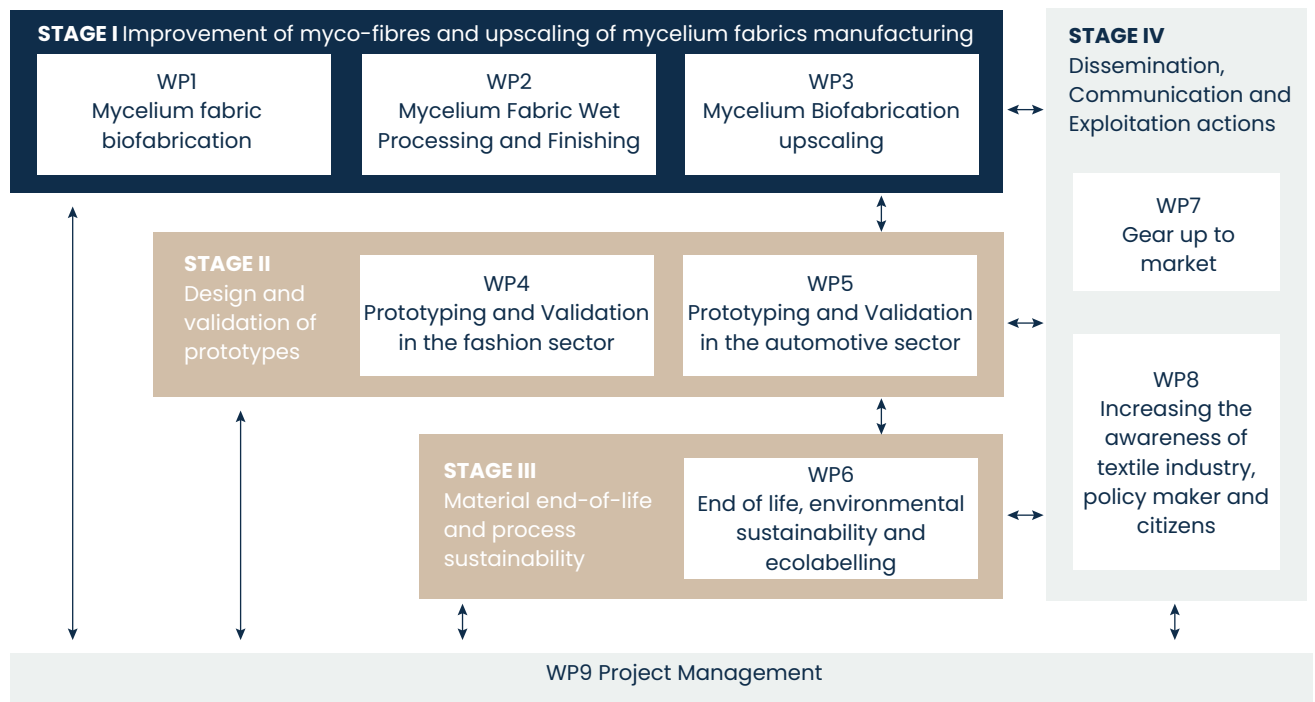 STAGE I Improvement of myco-fibres and upscaling of mycelium fabrics manufacturing
WP1
Mycelium fabric
biofabrication
WP2
Mycelium Fabric Wet
Processing and Finishing
WP3
Mycelium Biofabrication
upscaling
STAGE II
Design and
validation of
prototypes
WP4
Prototyping and Validation
in the fashion sector
WP5
Prototyping and Validation
in the automotive sector
STAGE III
Material end-of-life
and process
sustainability
WP6
End of life, environmental
sustainability and
ecolabelling
STAGE IV
Dissemination,
Communication and
Exploitation actions
WP7
Gear up to
market
WP8
Increasing the
awareness of
textile industry,
policy maker and
citizens
WP9 Project Management